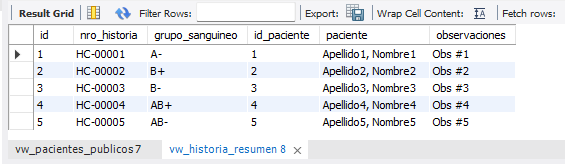 Result Grid Filter Rows: Export: Wrap Cell Content: Fetch rows:
id nro_historia grupo_sanguineo id_paciente paciente observaciones
1 HC-00001 A- 1 Apellido1, Nombre1 Obs #1
2 HC-00002 B+ 2 Apellido2, Nombre2 Obs #2
3 HC-00003 B- 3 Apellido3, Nombre3 Obs #3
4 HC-00004 AB+ 4 Apellido4, Nombre4 Obs #4
5 HC-00005 AB- 5 Apellido5, Nombre5 Obs #5
vw_pacientes_publicos 7 vw_historia_resumen 8